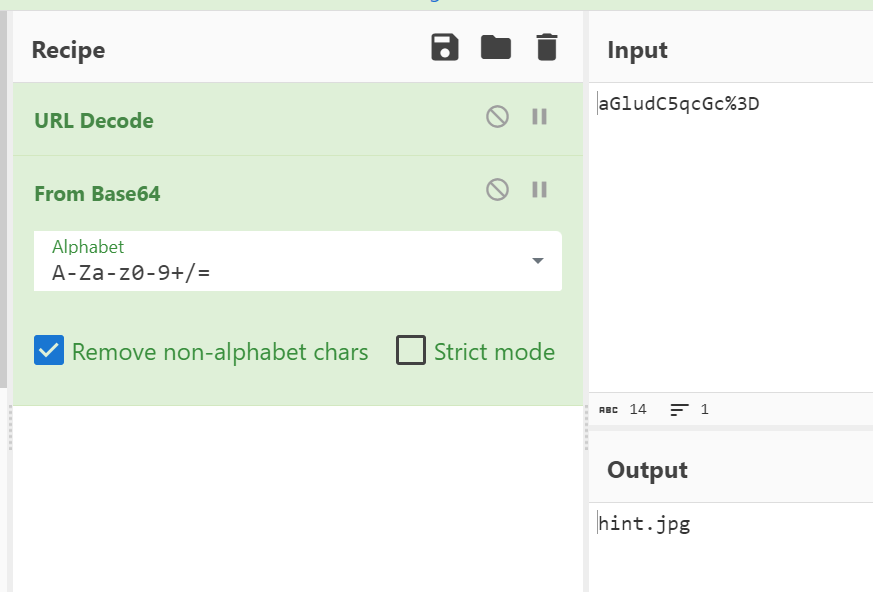 Recipe
URL Decode
From Base64
Alphabet
A-Za-z0-9+/=
Remove non-alphabet chars
Strict mode
Input
aGludC5qcGc%3D
ABC 14 1
Output
hint.jpg